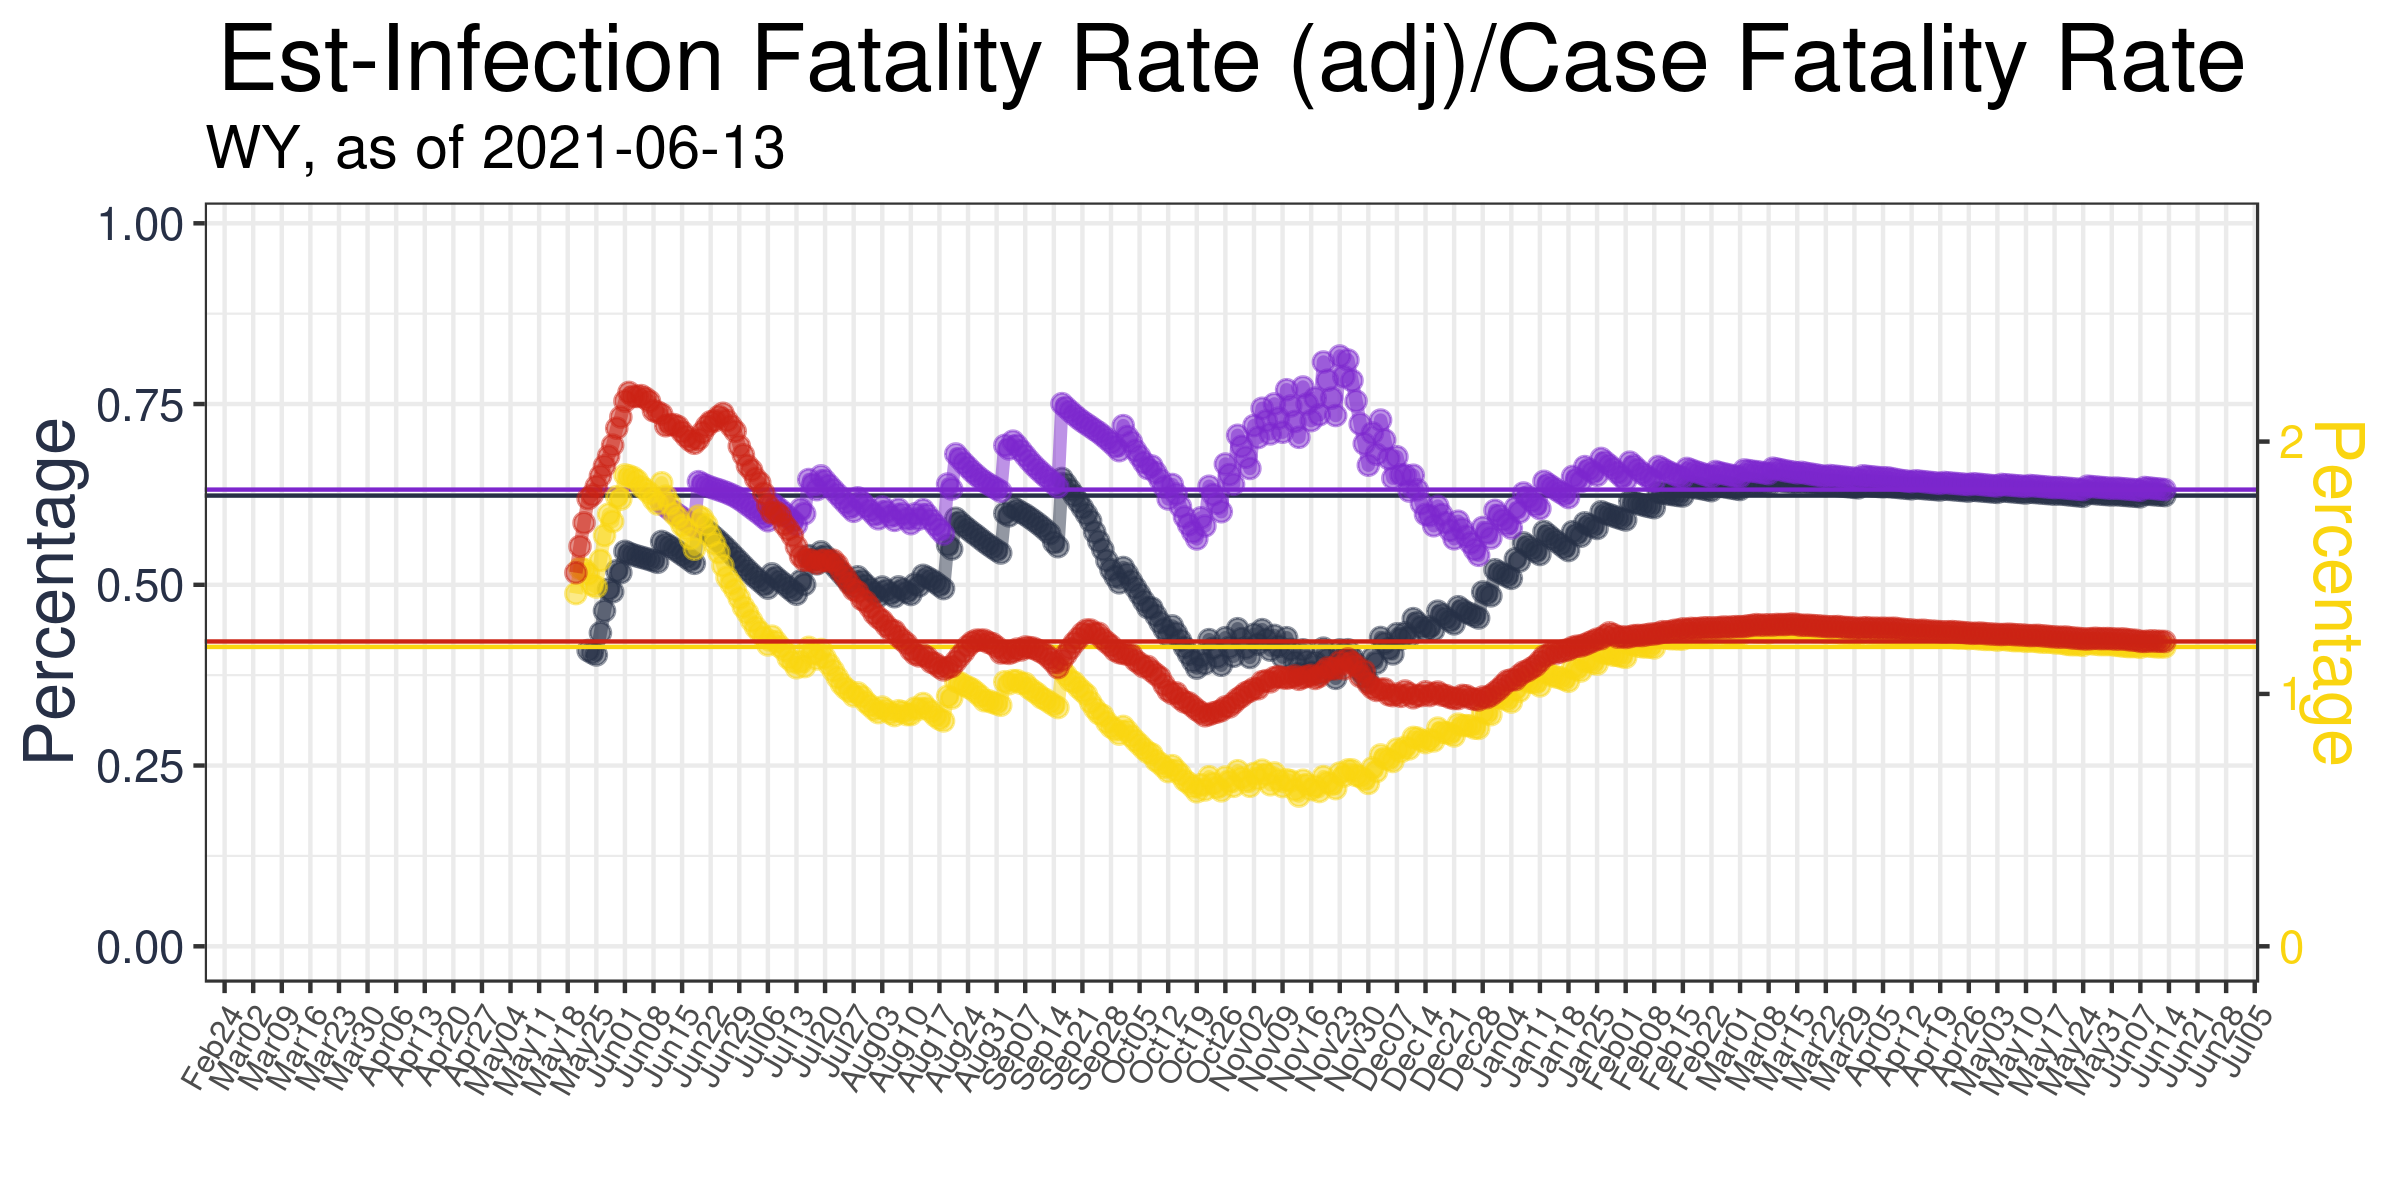 Est-Infection Fatality Rate (adj)/Case Fatality Rate
WY, as of 2021-06-13
Percentage
1.00
0.75
0.50
0.25
0.00
2
1
0
Percentage
Feb24
Mar02
Mar09
Mar16
Mar23
Mar30
Apr06
Apr13
Apr20
Apr27
May04
May11
May18
May25
Jun01
Jun08
Jun15
Jun22
Jun29
Jul06
Jul13
Jul20
Jul27
Aug03
Aug10
Aug17
Aug24
Aug31
Sep07
Sep14
Sep21
Sep28
Oct05
Oct12
Oct19
Oct26
Nov02
Nov09
Nov16
Nov23
Nov30
Dec07
Dec14
Dec21
Dec28
Jan04
Jan11
Jan18
Jan25
Feb01
Feb08
Feb15
Feb22
Mar01
Mar08
Mar15
Mar22
Mar29
Apr05
Apr12
Apr19
Apr26
May03
May10
May17
May24
May31
Jun07
Jun14
Jun21
Jun28
Jul05